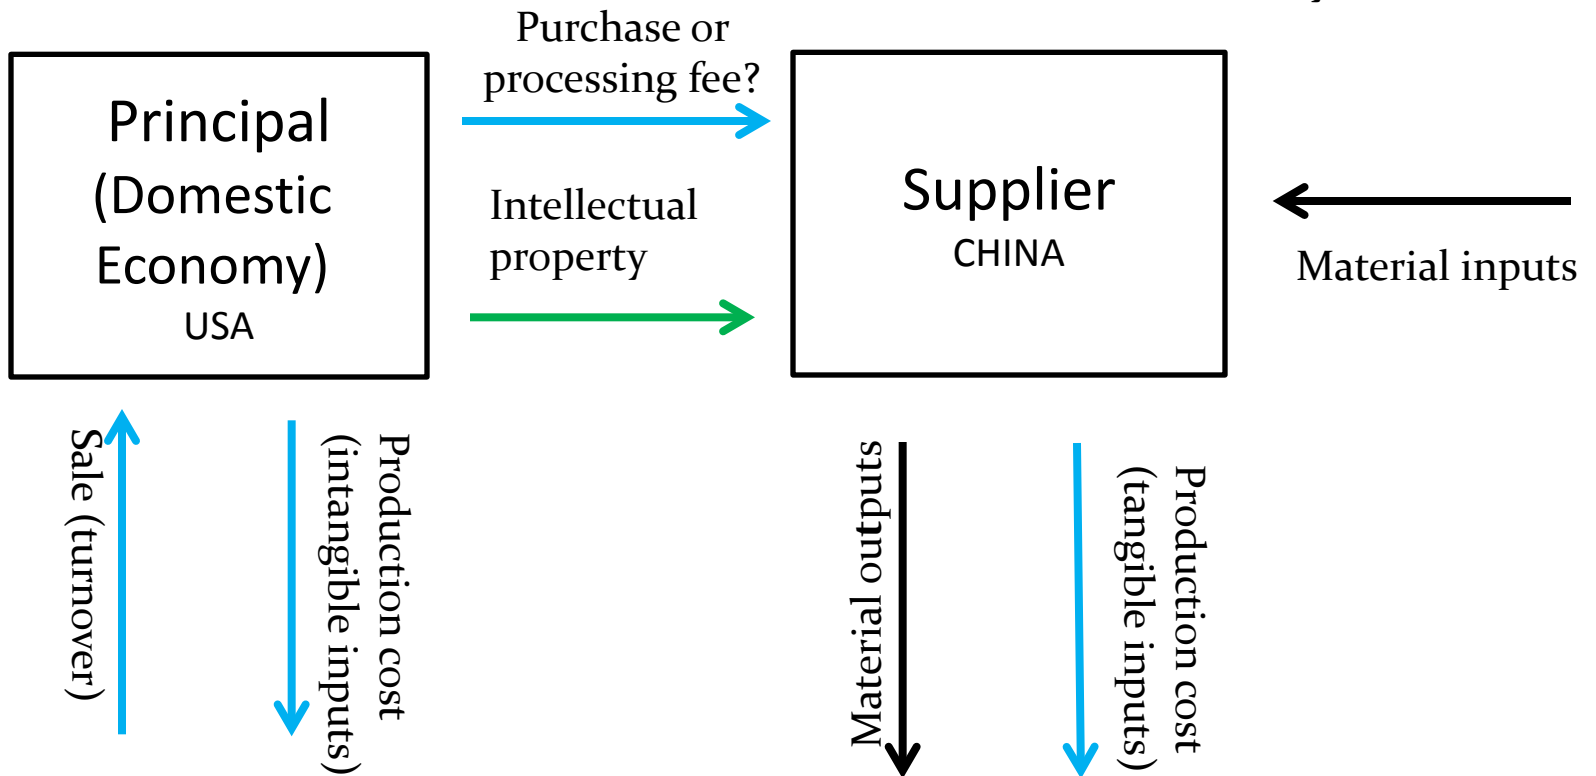 Purchase or
processing fee?
Principal
(Domestic
Economy)
USA
Intellectual
property
Supplier
CHINA
Material inputs
Sale (turnover)
Production cost
(intangible inputs)
Material outputs
Production cost
(tangible inputs)